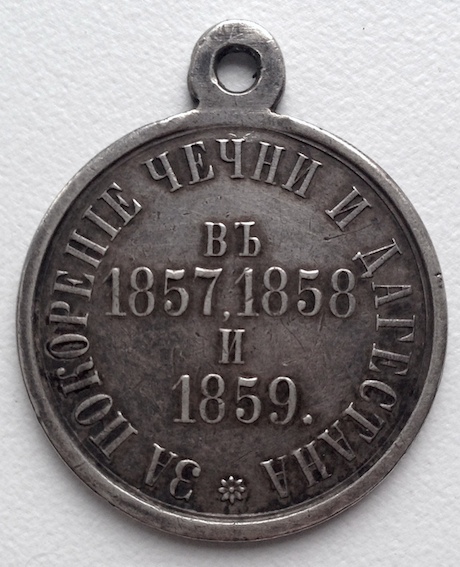 ЗА ПОКОРЕНІЕ ЧЕЧНИ И ДАГЕСТАНА
ВЪ
1857, 1858
И
1859.